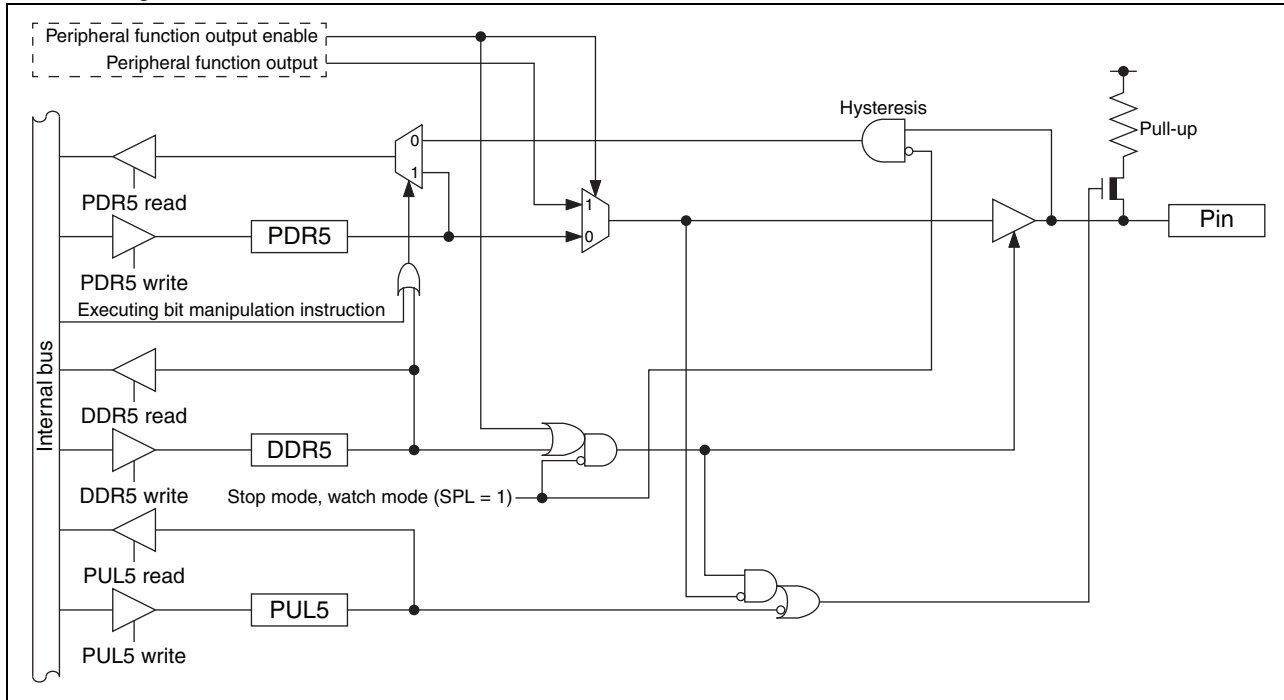 Peripheral function output enable
Peripheral function output
Hysteresis
Pull-up
0
1
PDR5 read
1
0
PDR5
Pin
PDR5 write
Executing bit manipulation instruction
Internal bus
DDR5 read
DDR5
DDR5 write
Stop mode, watch mode (SPL = 1)
PUL5 read
PUL5
PUL5 write